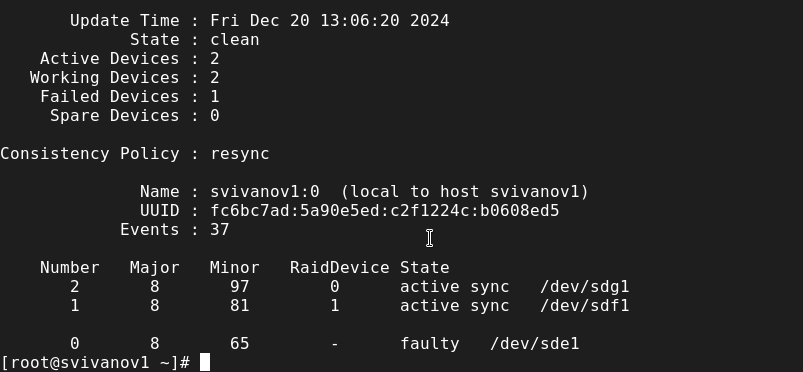 Update Time : Fri Dec 20 13:06:20 2024
State : clean
Active Devices : 2
Working Devices : 2
Failed Devices : 1
Spare Devices : 0
Consistency Policy : resync
Name : svivanov1:0  (local to host svivanov1)
UUID : fc6bc7ad:5a90e5ed:c2f1224c:b0608ed5
Events : 37
Number   Major   Minor   RaidDevice State
2       8       97        0      active sync   /dev/sdg1
1       8       81        1      active sync   /dev/sdf1
0       8       65        -      faulty   /dev/sde1
[root@svivanov1 ~]#